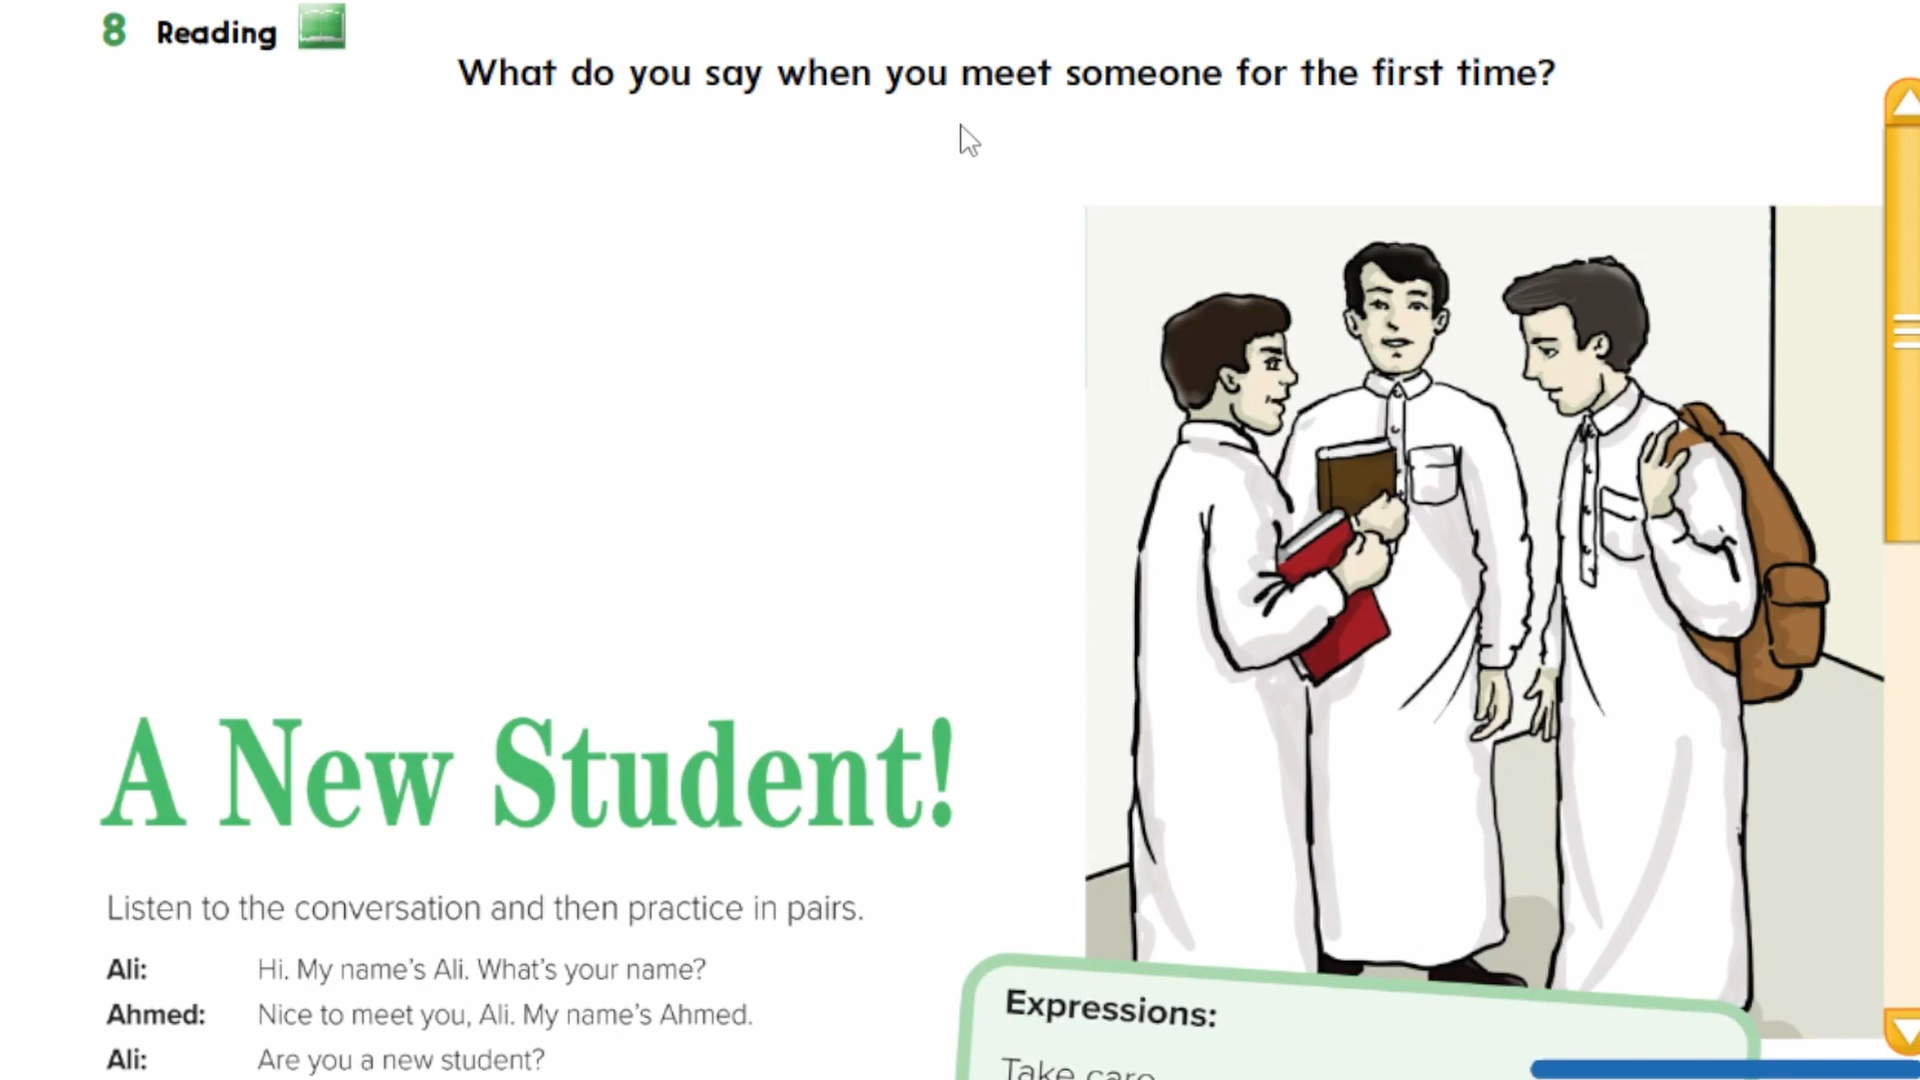 8 Reading
What do you say when you meet someone for the first time?
A New Student!
Listen to the conversation and then practice in pairs.
Ali: Hi. My name's Ali. What's your name?
Ahmed: Nice to meet you, Ali. My name's Ahmed.
Ali: Are you a new student?
Expressions:
Take care